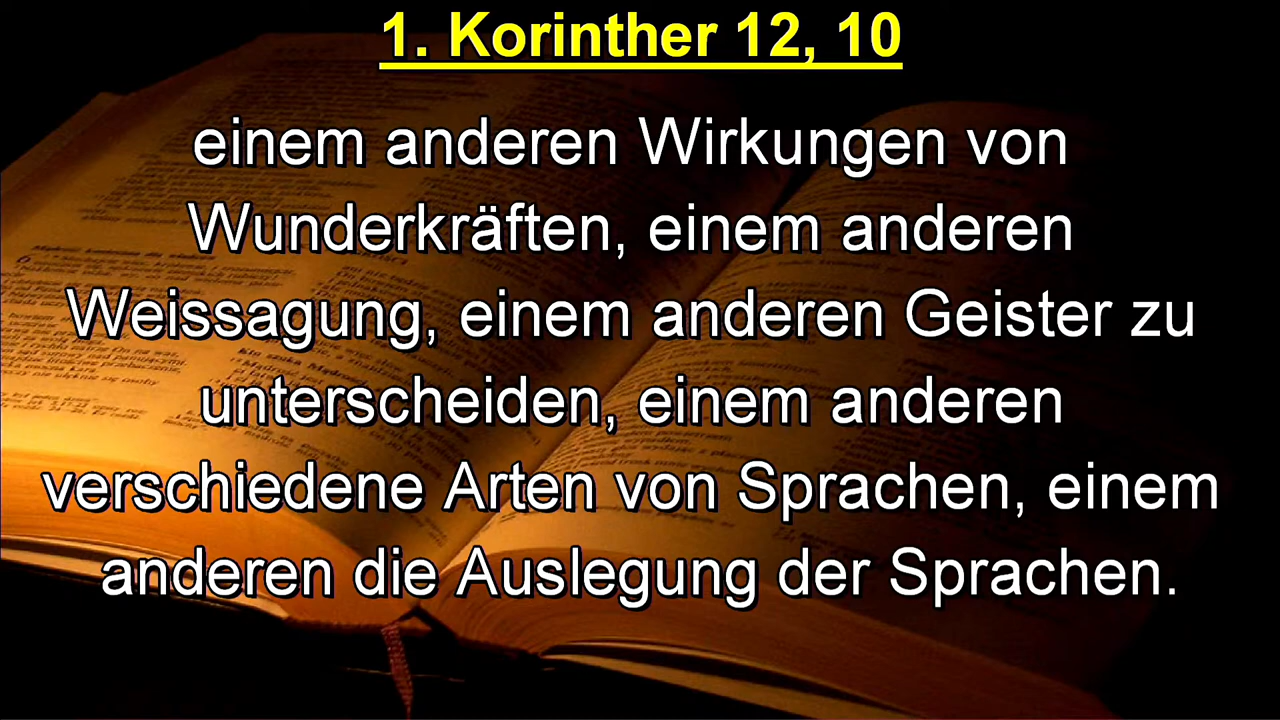 1. Korinther 12, 10
einem anderen Wirkungen von
Wunderkräften, einem anderen
Weissagung, einem anderen Geister zu
unterscheiden, einem anderen
verschiedene Arten von Sprachen, einem
anderen die Auslegung der Sprachen.